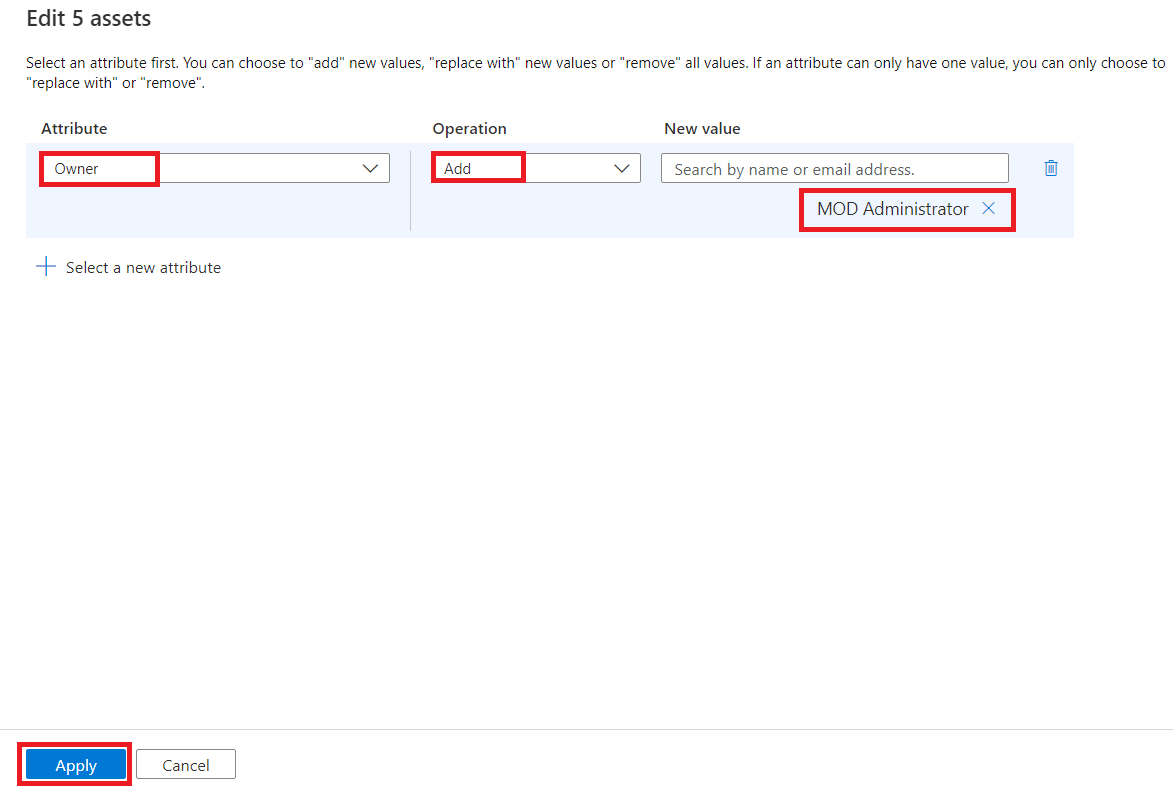 Edit 5 assets
Select an attribute first. You can choose to "add" new values, "replace with" new values or "remove" all values. If an attribute can only have one value, you can only choose to
"replace with" or "remove".
Attribute Operation New value
Owner Add Search by name or email address.
MOD Administrator
Select a new attribute
Apply Cancel